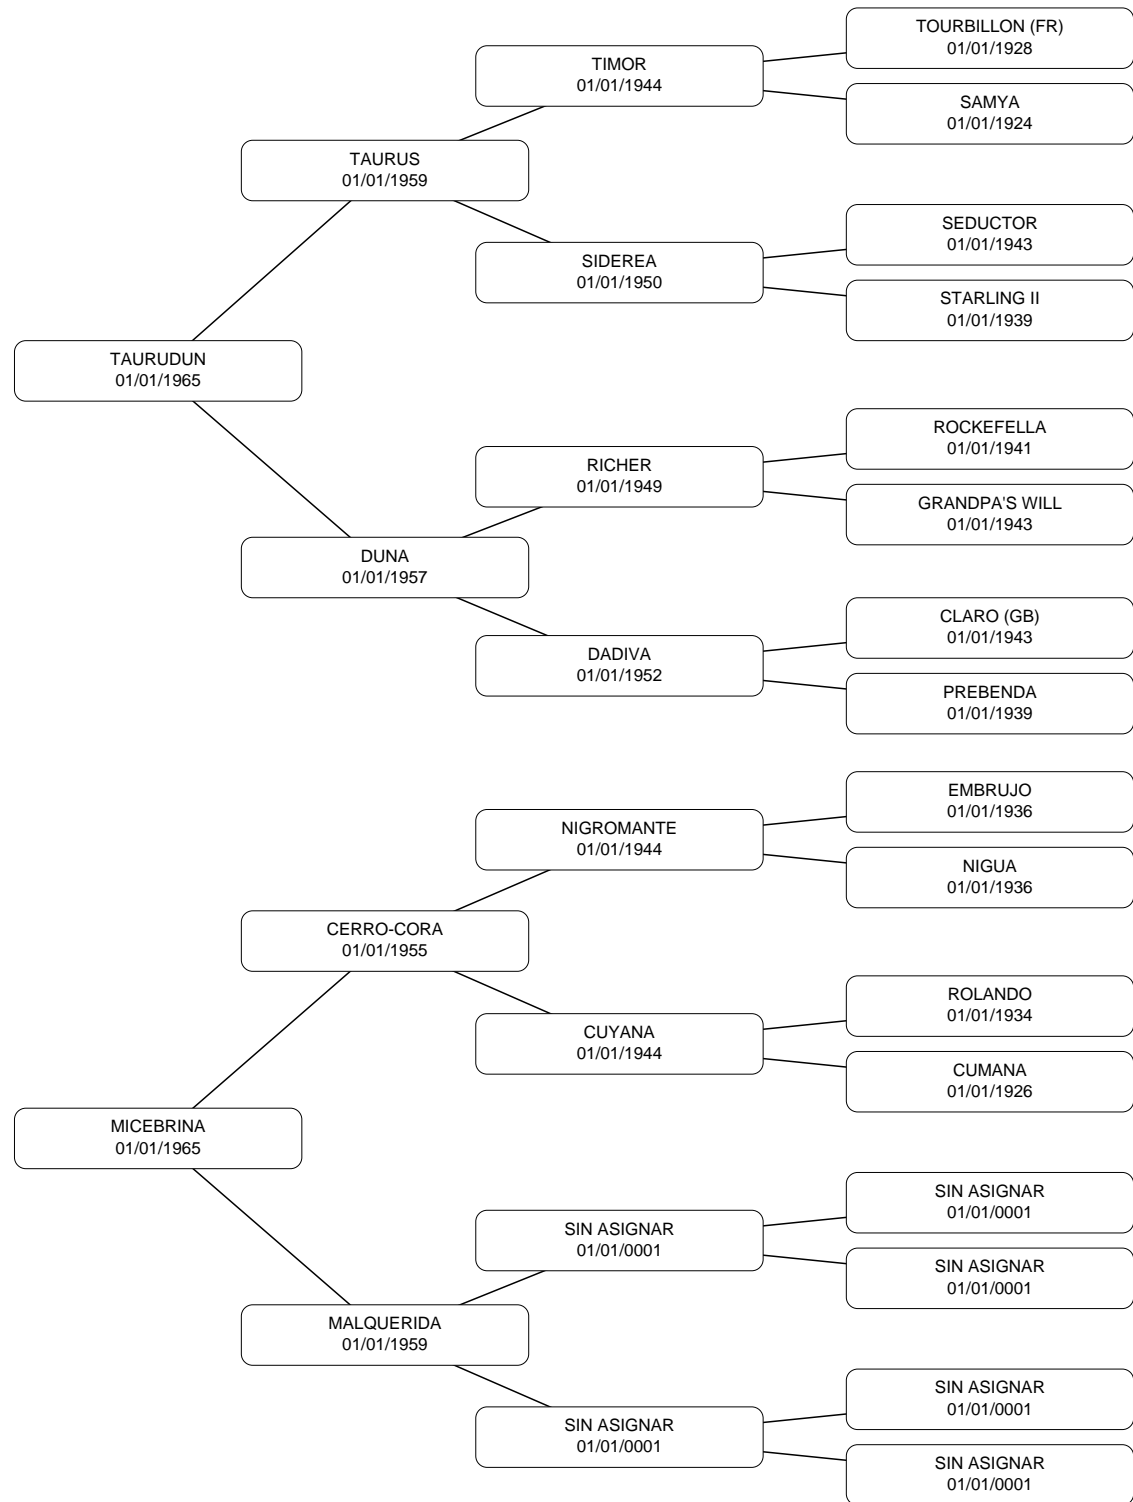 TOURBILLON (FR)
01/01/1928
TIMOR
01/01/1944
SAMYA
01/01/1924
TAURUS
01/01/1959
SEDUCTOR
01/01/1943
SIDEREA
01/01/1950
STARLING II
01/01/1939
TAURUDUN
01/01/1965
ROCKEFELLA
01/01/1941
RICHER
01/01/1949
GRANDPA'S WILL
01/01/1943
DUNA
01/01/1957
CLARO (GB)
01/01/1943
DADIVA
01/01/1952
PREBENDA
01/01/1939
EMBRUJO
01/01/1936
NIGROMANTE
01/01/1944
NIGUA
01/01/1936
CERRO-CORA
01/01/1955
ROLANDO
01/01/1934
CUYANA
01/01/1944
CUMANA
01/01/1926
MICEBRINA
01/01/1965
SIN ASIGNAR
01/01/0001
SIN ASIGNAR
01/01/0001
SIN ASIGNAR
01/01/0001
MALQUERIDA
01/01/1959
SIN ASIGNAR
01/01/0001
SIN ASIGNAR
01/01/0001
SIN ASIGNAR
01/01/0001